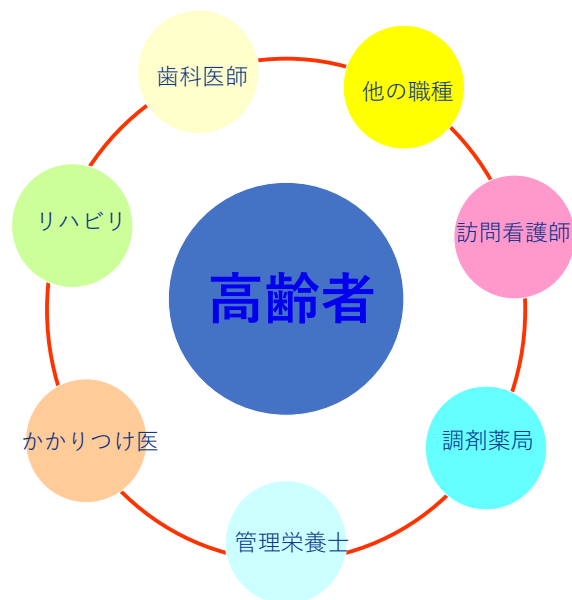 歯科医師
他の職種
リハビリ
訪問看護師
高齢者
かかりつけ医
調剤薬局
管理栄養士